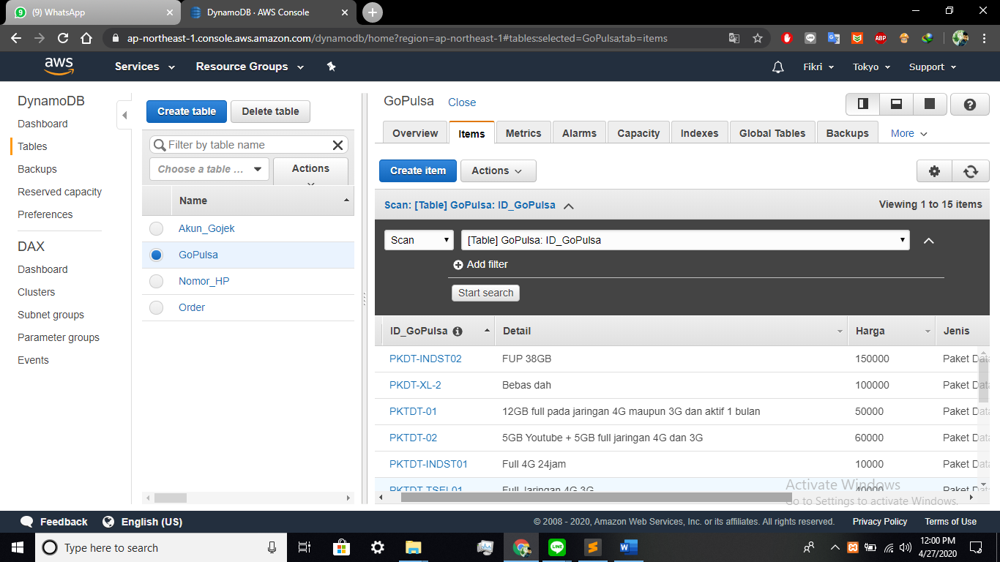 (9) WhatsApp
DynamoDB · AWS Console
ap-northeast-1.console.aws.amazon.com/dynamodb/home?region=ap-northeast-1#tables:selected=GoPulsa;tab=items
aws
Services
Resource Groups
Fikri
Tokyo
Support
DynamoDB
Dashboard
Tables
Backups
Reserved capacity
Preferences
DAX
Dashboard
Clusters
Subnet groups
Parameter groups
Events
Create table
Delete table
Filter by table name
Choose a table ...
Actions
Name
Akun_Gojek
GoPulsa
Nomor_HP
Order
GoPulsa Close
Overview Items Metrics Alarms Capacity Indexes Global Tables Backups More
Create item Actions
Scan: [Table] GoPulsa: ID_GoPulsa
Viewing 1 to 15 items
Scan [Table] GoPulsa: ID_GoPulsa
Add filter
Start search
ID_GoPulsa Detail Harga Jenis
PKDT-INDST02 FUP 38GB 150000 Paket Data
PKDT-XL-2 Bebas dah 100000 Paket Data
PKTDT-01 12GB full pada jaringan 4G maupun 3G dan aktif 1 bulan 50000 Paket Data
PKTDT-02 5GB Youtube + 5GB full jaringan 4G dan 3G 60000 Paket Data
PKTDT-INDST01 Full 4G 24jam 10000 Paket Data
PKTDT-TSEL01 Full Jaringan 4G 3G 40000 Paket Data
Activate Windows
Go to Settings to activate Windows.
Feedback
English (US)
© 2008 - 2020, Amazon Web Services, Inc. or its affiliates. All rights reserved.
Privacy Policy
Terms of Use
Type here to search
12:00 PM
4/27/2020